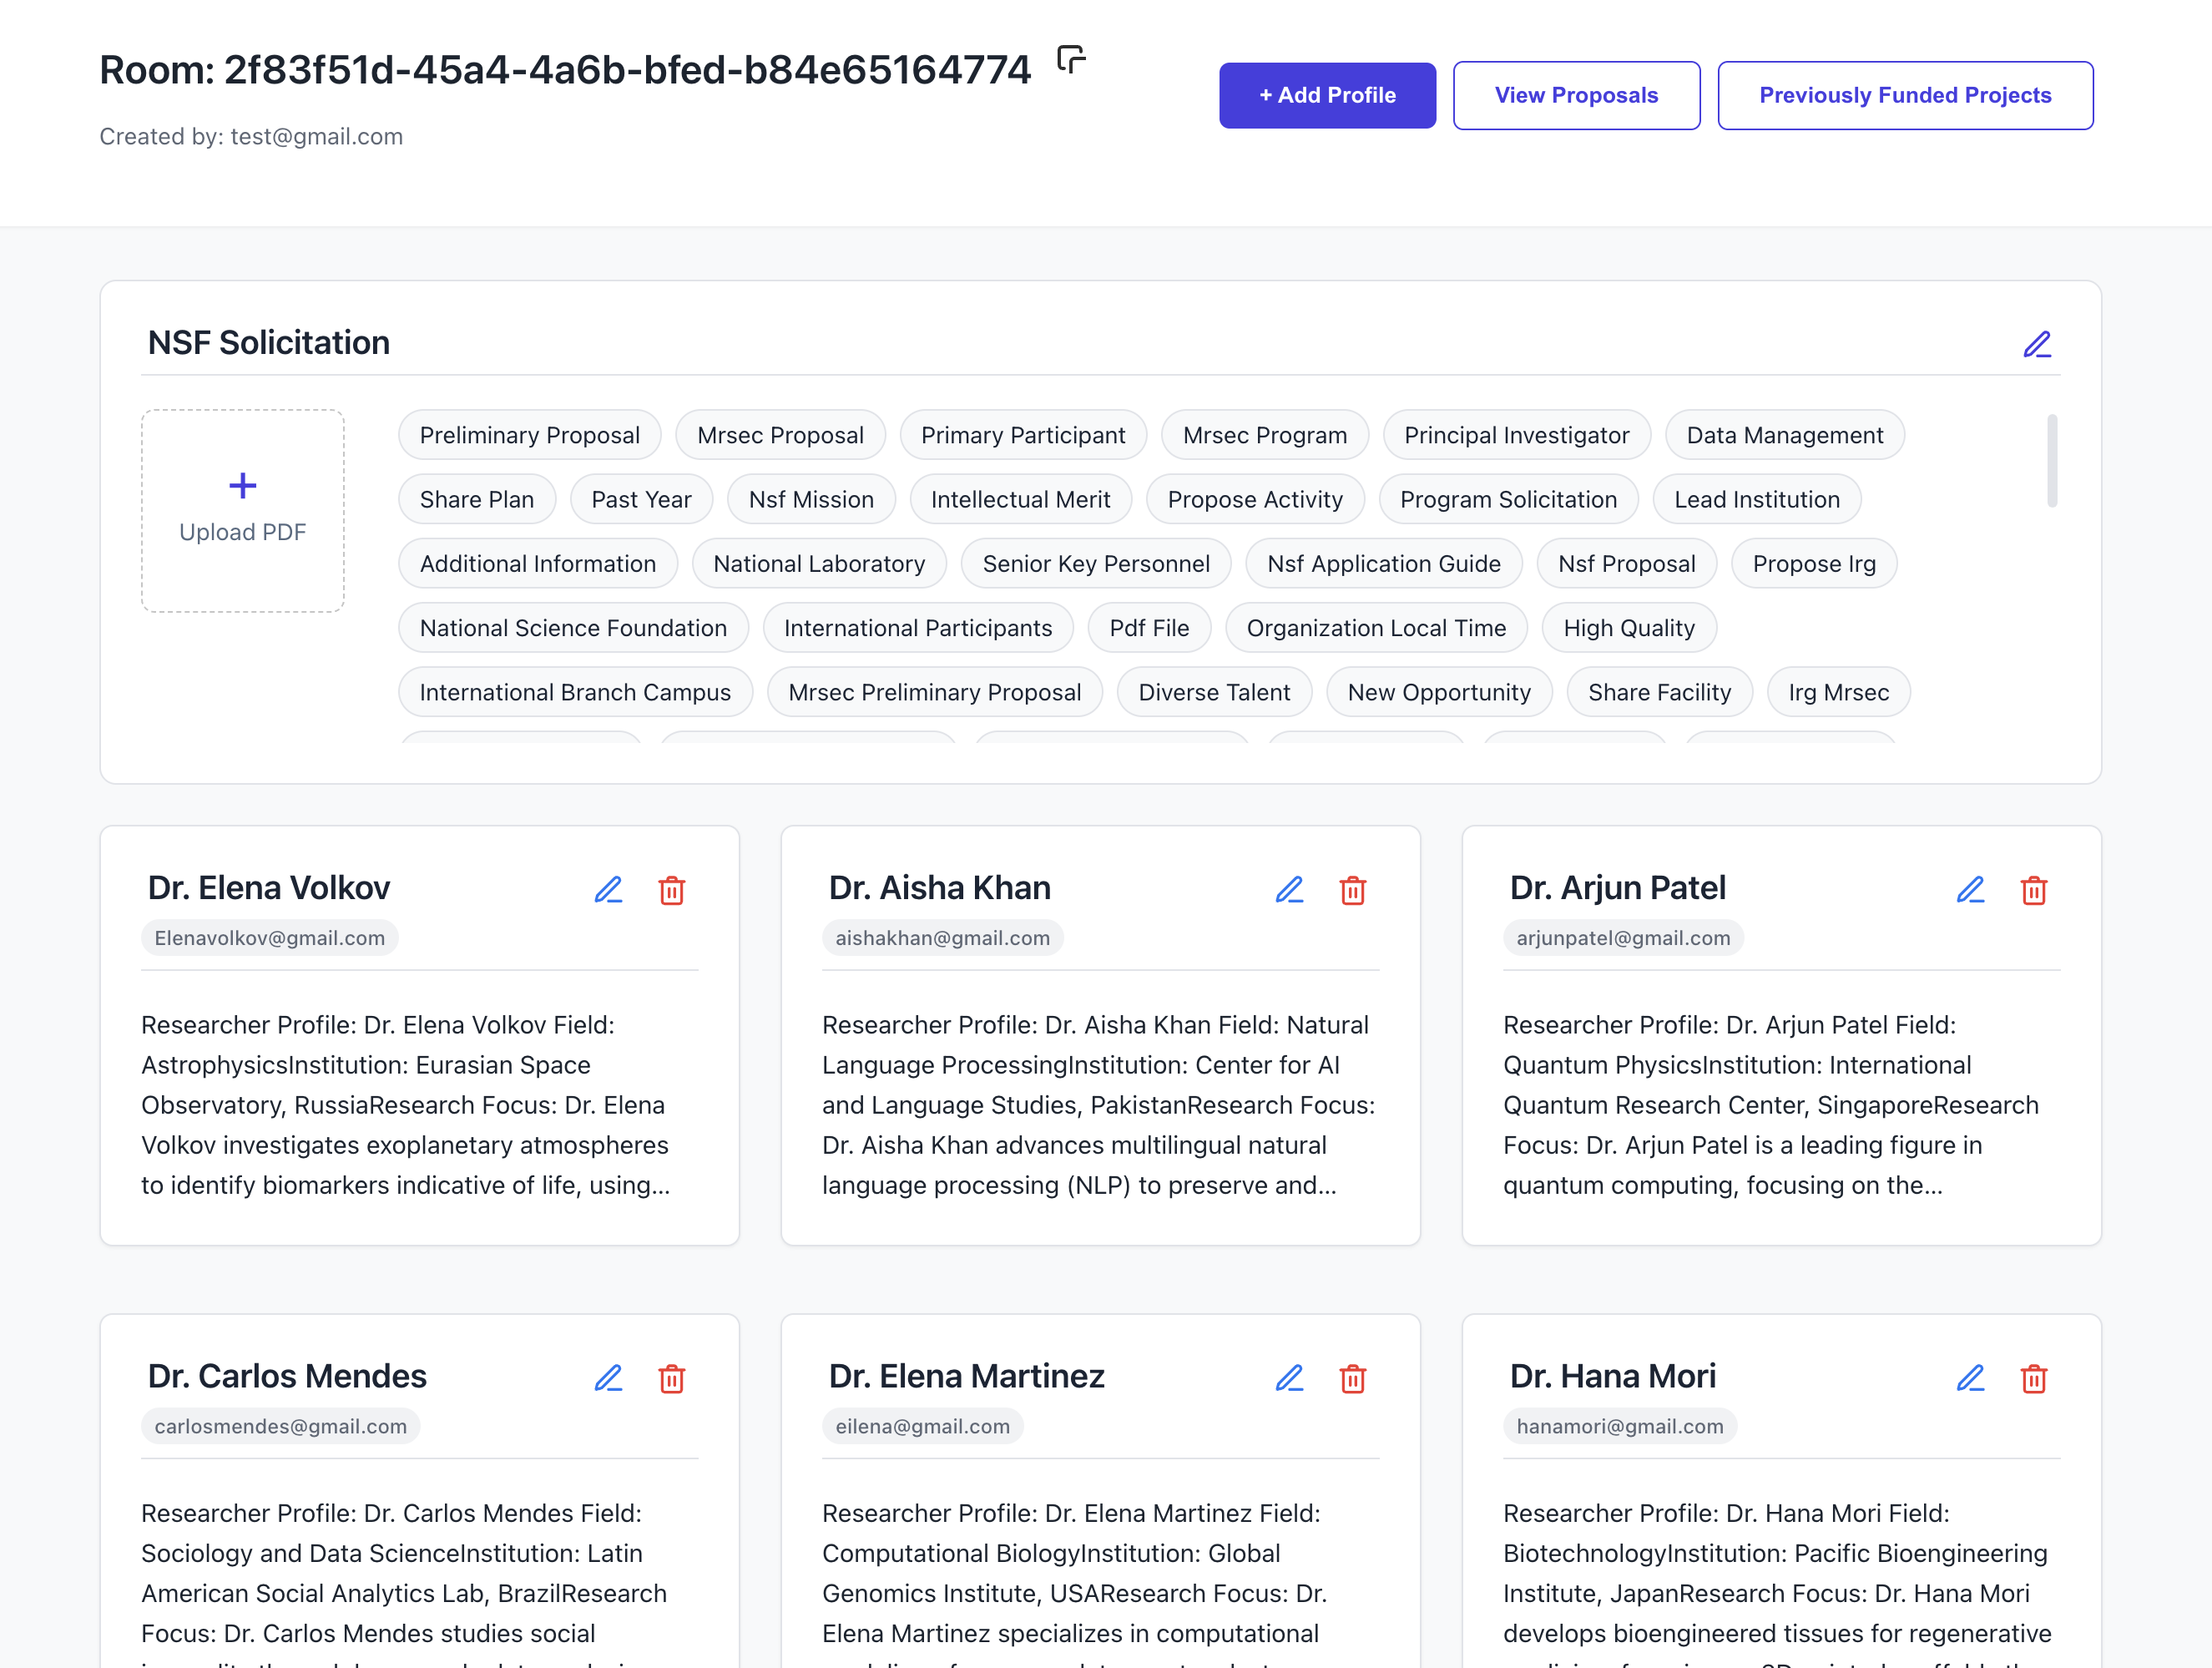 Room: 2f83f51d-45a4-4a6b-bfed-b84e65164774
Created by: test@gmail.com
+ Add Profile
View Proposals
Previously Funded Projects
NSF Solicitation
+
Upload PDF
Preliminary Proposal Mrsec Proposal Primary Participant Mrsec Program Principal Investigator Data Management
Share Plan Past Year Nsf Mission Intellectual Merit Propose Activity Program Solicitation Lead Institution
Additional Information National Laboratory Senior Key Personnel Nsf Application Guide Nsf Proposal Propose Irg
National Science Foundation International Participants Pdf File Organization Local Time High Quality
International Branch Campus Mrsec Preliminary Proposal Diverse Talent New Opportunity Share Facility Irg Mrsec
Dr. Elena Volkov
Elenavolkov@gmail.com
Researcher Profile: Dr. Elena Volkov Field:
AstrophysicsInstitution: Eurasian Space
Observatory, RussiaResearch Focus: Dr. Elena
Volkov investigates exoplanetary atmospheres
to identify biomarkers indicative of life, using...
Dr. Aisha Khan
aishakhan@gmail.com
Researcher Profile: Dr. Aisha Khan Field: Natural
Language ProcessingInstitution: Center for AI
and Language Studies, PakistanResearch Focus:
Dr. Aisha Khan advances multilingual natural
language processing (NLP) to preserve and...
Dr. Arjun Patel
arjunpatel@gmail.com
Researcher Profile: Dr. Arjun Patel Field:
Quantum PhysicsInstitution: International
Quantum Research Center, SingaporeResearch
Focus: Dr. Arjun Patel is a leading figure in
quantum computing, focusing on the...
Dr. Carlos Mendes
carlosmendes@gmail.com
Researcher Profile: Dr. Carlos Mendes Field:
Sociology and Data ScienceInstitution: Latin
American Social Analytics Lab, BrazilResearch
Focus: Dr. Carlos Mendes studies social
Dr. Elena Martinez
eilena@gmail.com
Researcher Profile: Dr. Elena Martinez Field:
Computational BiologyInstitution: Global
Genomics Institute, USAResearch Focus: Dr.
Elena Martinez specializes in computational
Dr. Hana Mori
hanamori@gmail.com
Researcher Profile: Dr. Hana Mori Field:
BiotechnologyInstitution: Pacific Bioengineering
Institute, JapanResearch Focus: Dr. Hana Mori
develops bioengineered tissues for regenerative